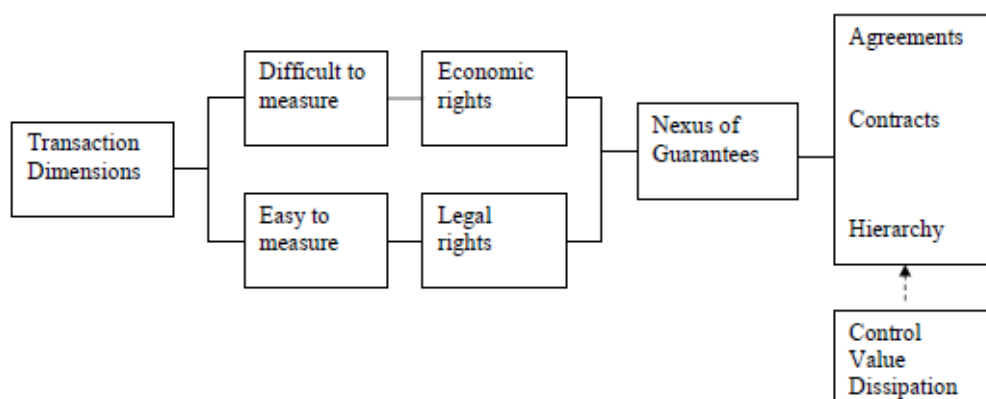 Transaction
Dimensions
Difficult to
measure
Economic
rights
Easy to
measure
Legal
rights
Nexus of
Guarantees
Agreements
Contracts
Hierarchy
Control
Value
Dissipation